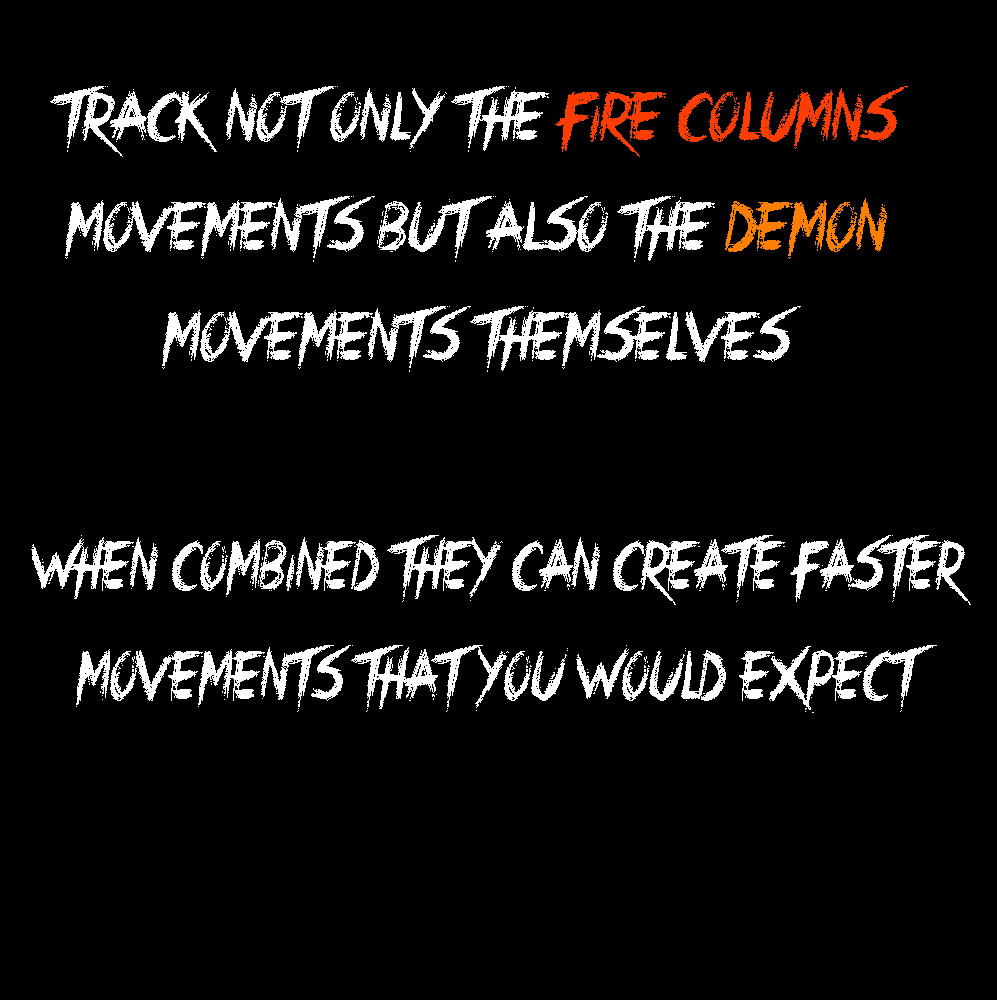 TRACK NOT ONLY THE FIRE COLUMNS
MOVEMENTS BUT ALSO THE DEMON
MOVEMENTS THEMSELVES
WHEN COMBINED THEY CAN CREATE FASTER
MOVEMENTS THAT YOU WOULD EXPECT